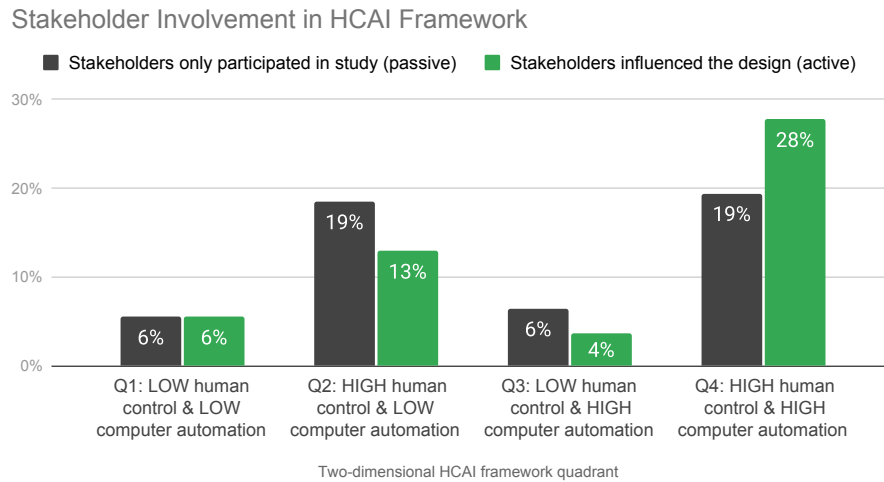 Stakeholder Involvement in HCAI Framework
Stakeholders only participated in study (passive)
Stakeholders influenced the design (active)
30%
20%
10%
0%
6%
6%
19%
13%
6%
4%
19%
28%
Q1: LOW human
control & LOW
computer automation
Q2: HIGH human
control & LOW
computer automation
Q3: LOW human
control & HIGH
computer automation
Q4: HIGH human
control & HIGH
computer automation
Two-dimensional HCAI framework quadrant